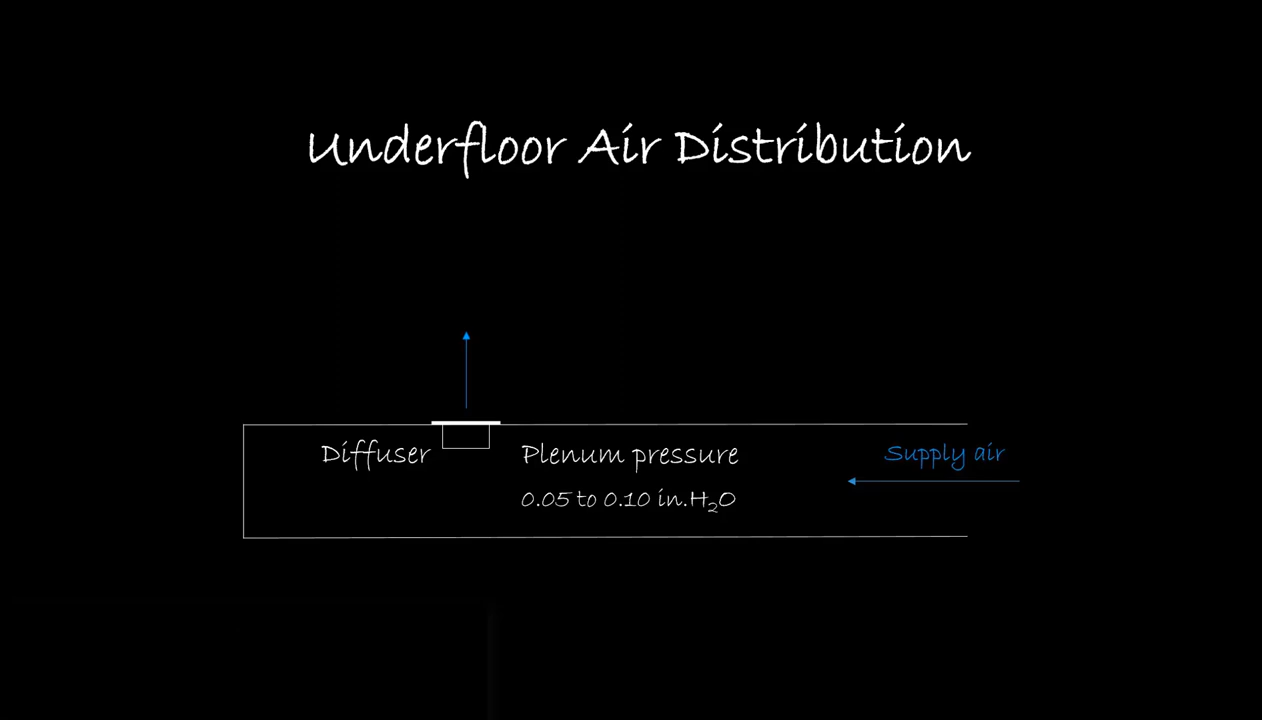 Underfloor Air Distribution
Diffuser
Plenum pressure
0.05 to 0.10 in.H₂O
Supply air